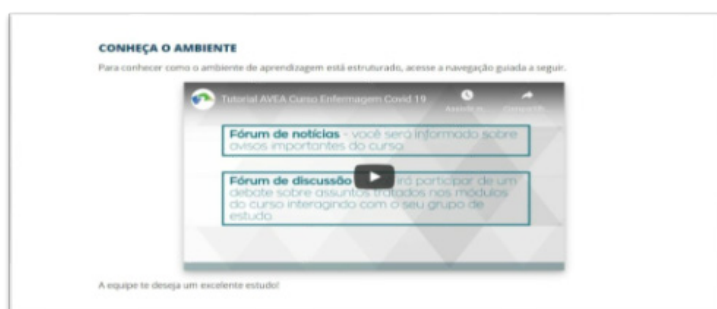 CONHEÇA O AMBIENTE
Para conhecer como o ambiente de aprendizagem está estruturado, acesse a navegação guiada a seguir.
Tutorial AVEA Curso Enfermagem Covid 19
Fórum de notícias - você será informado sobre
avisos importantes do curso.
Fórum de discussão irá participar de um
debate sobre assuntos tratados nos módulos
do curso interagindo com o seu grupo de
estudo.
A equipe te deseja um excelente estudo!